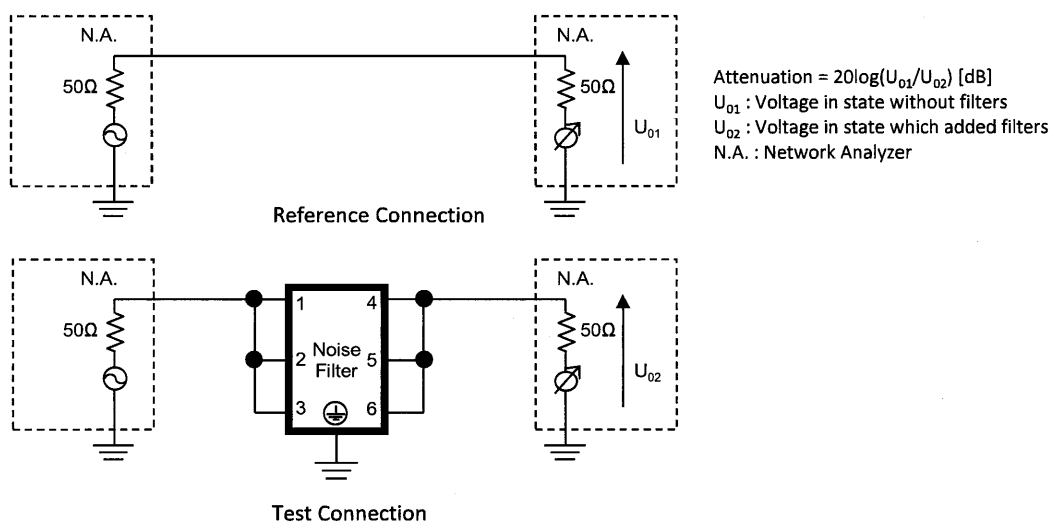 N.A.
N.A.
50Ω
50Ω
U01
Attenuation = 20log(U01/U02) [dB]
U01 : Voltage in state without filters
U02 : Voltage in state which added filters
N.A. : Network Analyzer
Reference Connection
N.A.
N.A.
1
4
50Ω
50Ω
2
Noise
Filter
5
U02
3
6
Test Connection